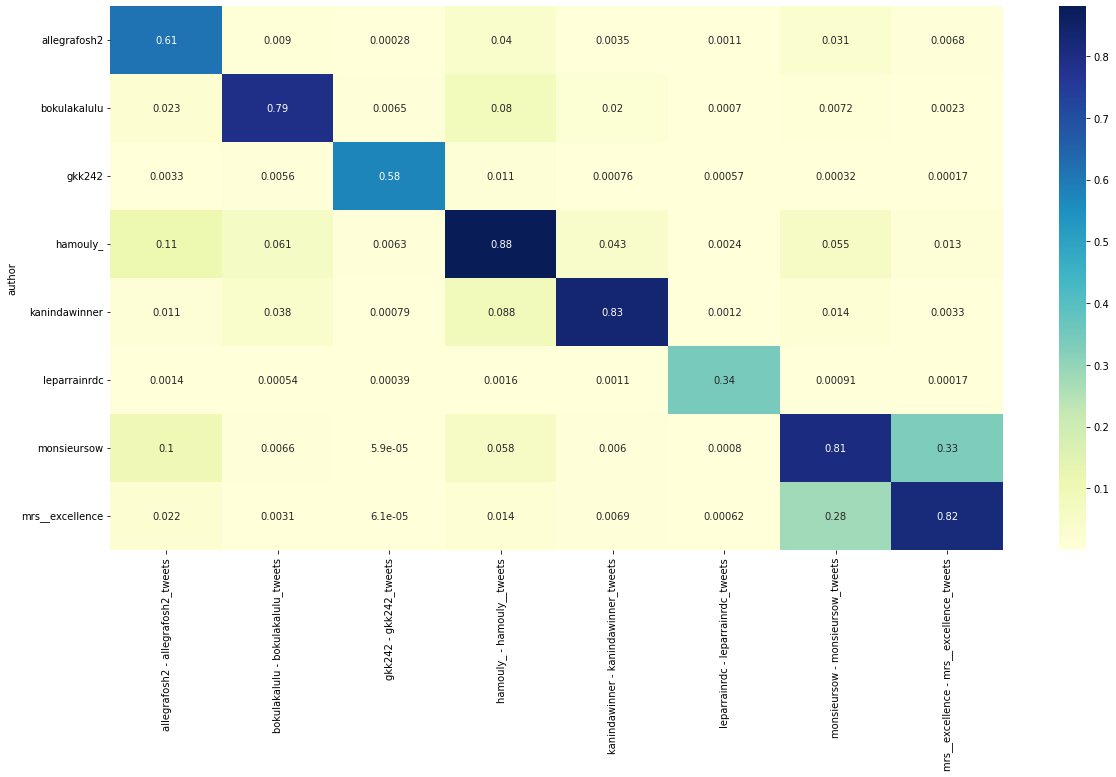 allegrafosh2 0.61 0.009 0.00028 0.04 0.0035 0.0011 0.031 0.0068
bokulakalulu 0.023 0.79 0.0065 0.08 0.02 0.0007 0.0072 0.0023
gkk242 0.0033 0.0056 0.58 0.011 0.00076 0.00057 0.00032 0.00017
hamouly_ 0.11 0.061 0.0063 0.88 0.043 0.0024 0.055 0.013
kanindawinner 0.011 0.038 0.00079 0.088 0.83 0.0012 0.014 0.0033
leparrainrdc 0.0014 0.00054 0.00039 0.0016 0.0011 0.34 0.00091 0.00017
monsieursow 0.1 0.0066 5.9e-05 0.058 0.006 0.0008 0.81 0.33
mrs__excellence 0.022 0.0031 6.1e-05 0.014 0.0069 0.00062 0.28 0.82
author
allegrafosh2 - allegrafosh2_tweets
bokulakalulu - bokulakalulu_tweets
gkk242 - gkk242_tweets
hamouly_ - hamouly__tweets
kanindawinner - kanindawinner_tweets
leparrainrdc - leparrainrdc_tweets
monsieursow - monsieursow_tweets
mrs__excellence - mrs__excellence_tweets
0.8
0.7
0.6
0.5
0.4
0.3
0.2
0.1